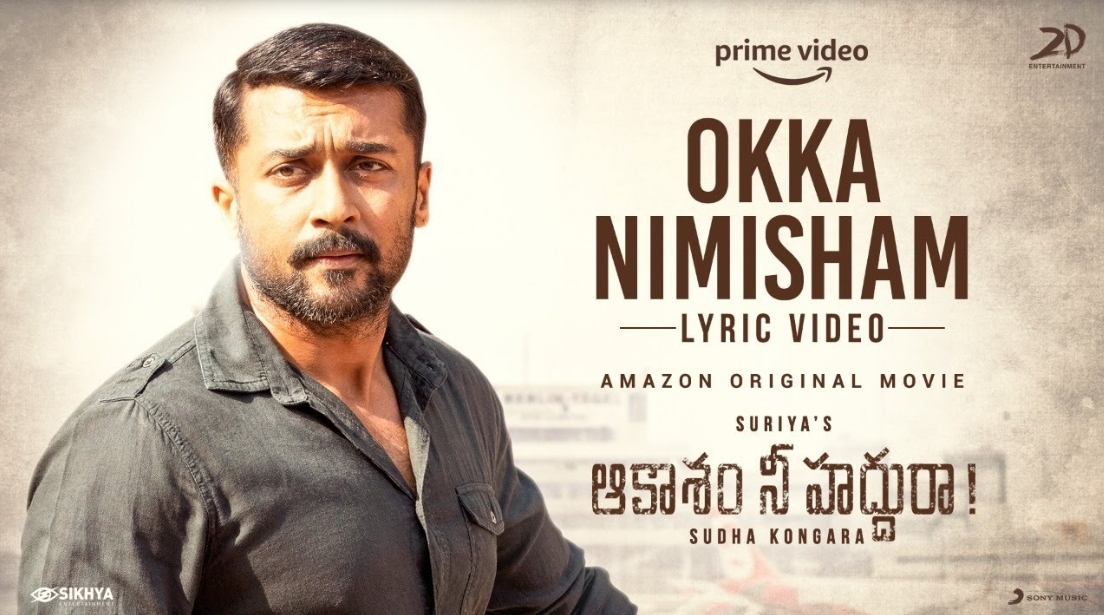 prime video
2D
ENTERTAINMENT
OKKA
NIMISHAM
LYRIC VIDEO
AMAZON ORIGINAL MOVIE
SURIYA'S
ఆకాశం నీ హద్దురా!
SUDHA KONGARA
SIKHYA
ENTERTAINMENT
SONY MUSIC